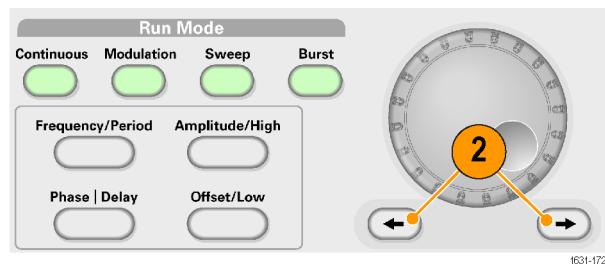 Run Mode
Continuous Modulation Sweep Burst
Frequency/Period Amplitude/High
Phase | Delay Offset/Low
2
1631-172